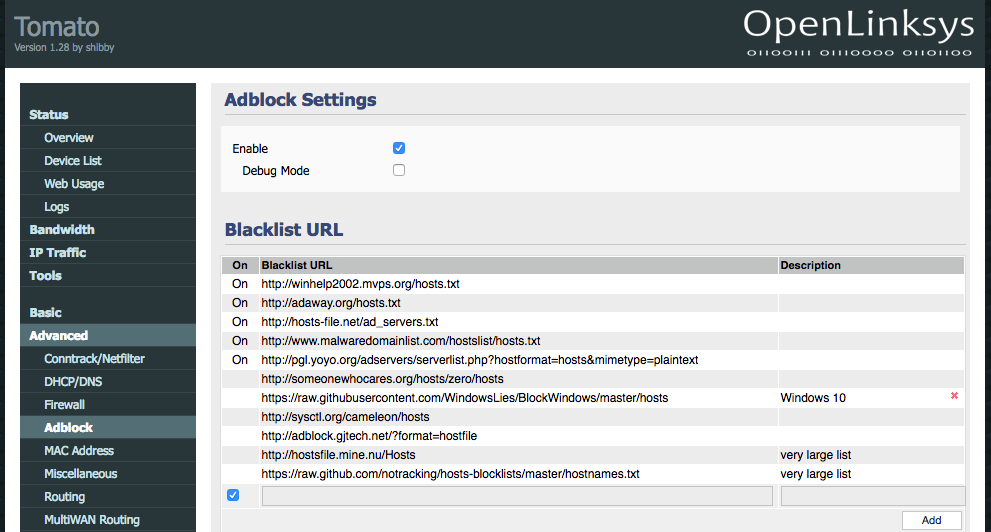 Tomato
Version 1.28 by shibby
OpenLinksys
01100111 01110000 01101100
Status
Overview
Device List
Web Usage
Logs
Bandwidth
IP Traffic
Tools
Basic
Advanced
Conntrack/Netfilter
DHCP/DNS
Firewall
Adblock
MAC Address
Miscellaneous
Routing
MultiWAN Routing
Adblock Settings
Enable
Debug Mode
Blacklist URL
On Blacklist URL Description
On http://winhelp2002.mvps.org/hosts.txt
On http://adaway.org/hosts.txt
On http://hosts-file.net/ad_servers.txt
On http://www.malwaredomainlist.com/hostslist/hosts.txt
On http://pgl.yoyo.org/adservers/serverlist.php?hostformat=hosts&mimetype=plaintext
http://someonewhocares.org/hosts/zero/hosts
https://raw.githubusercontent.com/WindowsLies/BlockWindows/master/hosts Windows 10
http://sysctl.org/cameleon/hosts
http://adblock.gjtech.net/?format=hostfile
http://hostsfile.mine.nu/Hosts very large list
https://raw.github.com/notracking/hosts-blocklists/master/hostnames.txt very large list
Add